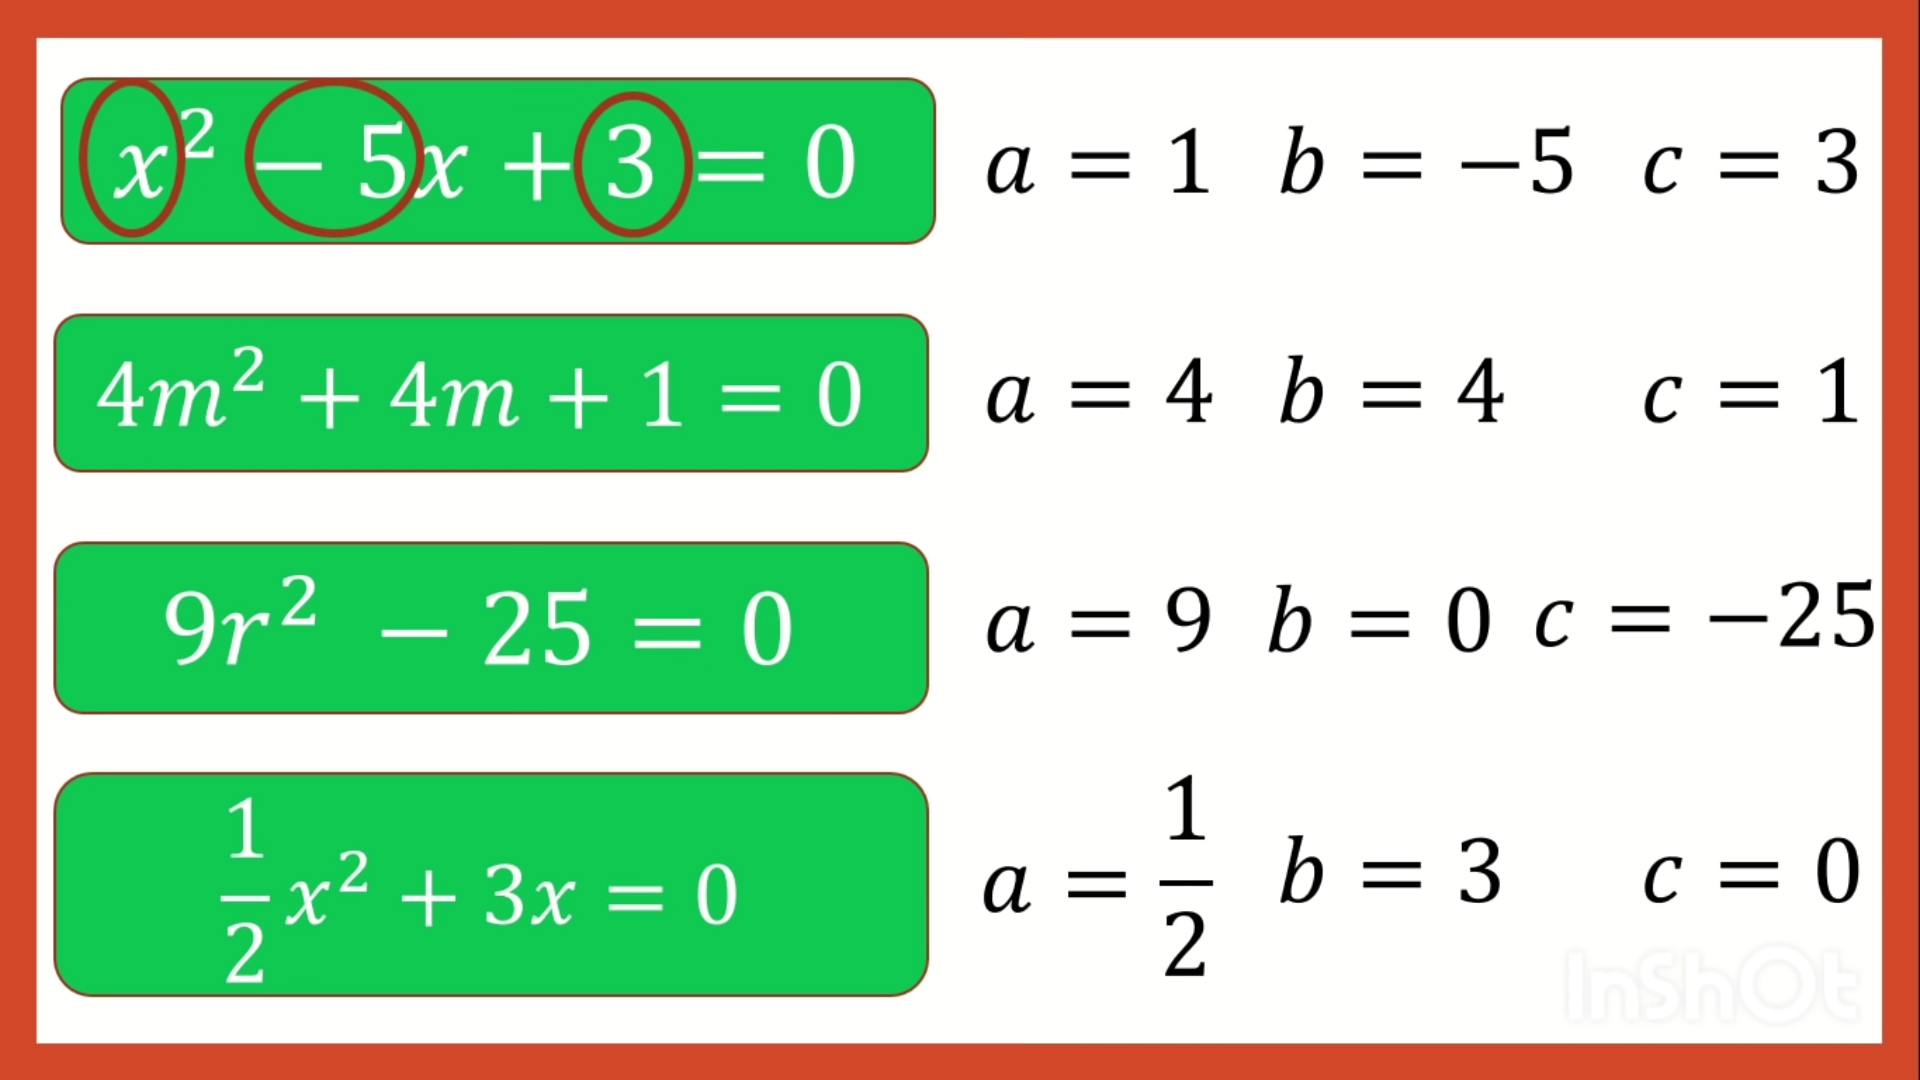 x² − 5x + 3 = 0 a = 1 b = −5 c = 3
4m² + 4m + 1 = 0 a = 4 b = 4 c = 1
9r² − 25 = 0 a = 9 b = 0 c = −25
1/2 x² + 3x = 0 a = 1/2 b = 3 c = 0
InShOt